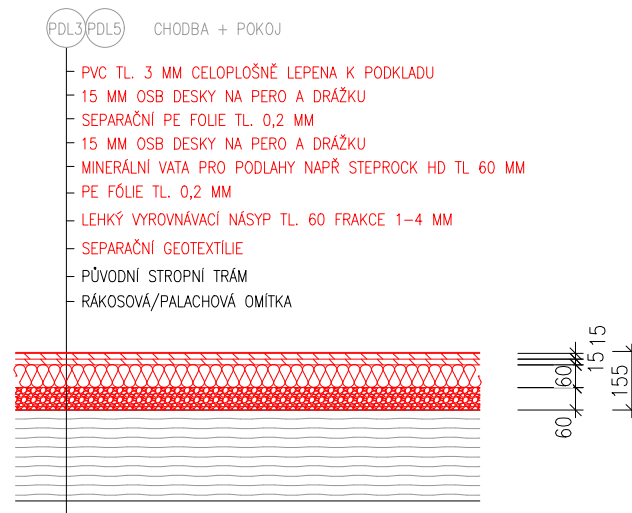 PDL3 PDL5 CHODBA + POKOJ
PVC TL. 3 MM CELOPLOŠNĚ LEPENA K PODKLADU
15 MM OSB DESKY NA PERO A DRÁŽKU
SEPARAČNÍ PE FOLIE TL. 0,2 MM
15 MM OSB DESKY NA PERO A DRÁŽKU
MINERÁLNÍ VATA PRO PODLAHY NAPŘ STEPROCK HD TL 60 MM
PE FÓLIE TL. 0,2 MM
LEHKÝ VYROVNÁVACÍ NÁSYP TL. 60 FRAKCE 1–4 MM
SEPARAČNÍ GEOTEXTÍLIE
PŮVODNÍ STROPNÍ TRÁM
RÁKOSOVÁ/PALACHOVÁ OMÍTKA
15
15
60
60
155